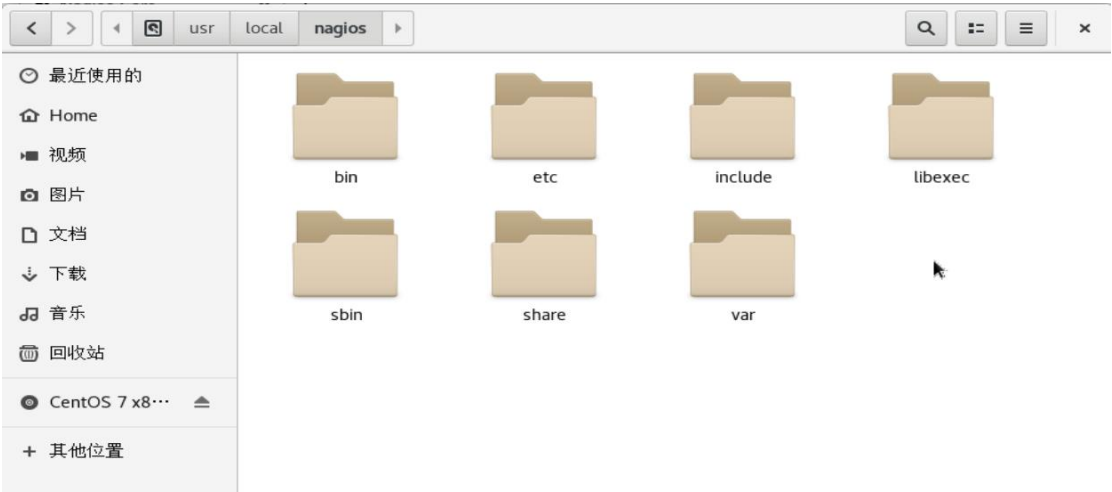 usr local nagios
最近使用的
Home
视频
图片
文档
下载
音乐
回收站
CentOS 7 x8···
其他位置
bin etc include libexec
sbin share var